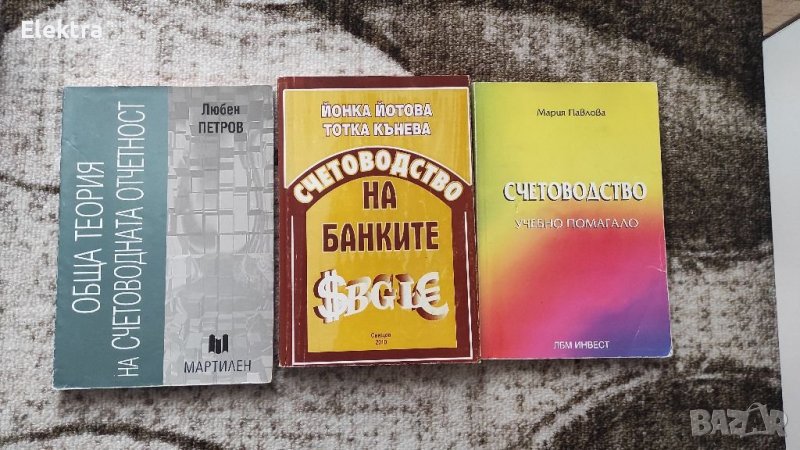 Elektra
ОБЩА ТЕОРИЯ
НА СЧЕТОВОДНАТА ОТЧЕТНОСТ
Любен
ПЕТРОВ
МАРТИЛЕН
ЙОНКА ЙОТОВА
ТОТКА КЪНЕВА
СЧЕТОВОДСТВО
НА
БАНКИТЕ
$BGL€
Свищов
2010
Мария Павлова
СЧЕТОВОДСТВО
УЧЕБНО ПОМАГАЛО
ЛБМ ИНВЕСТ
BAZAR